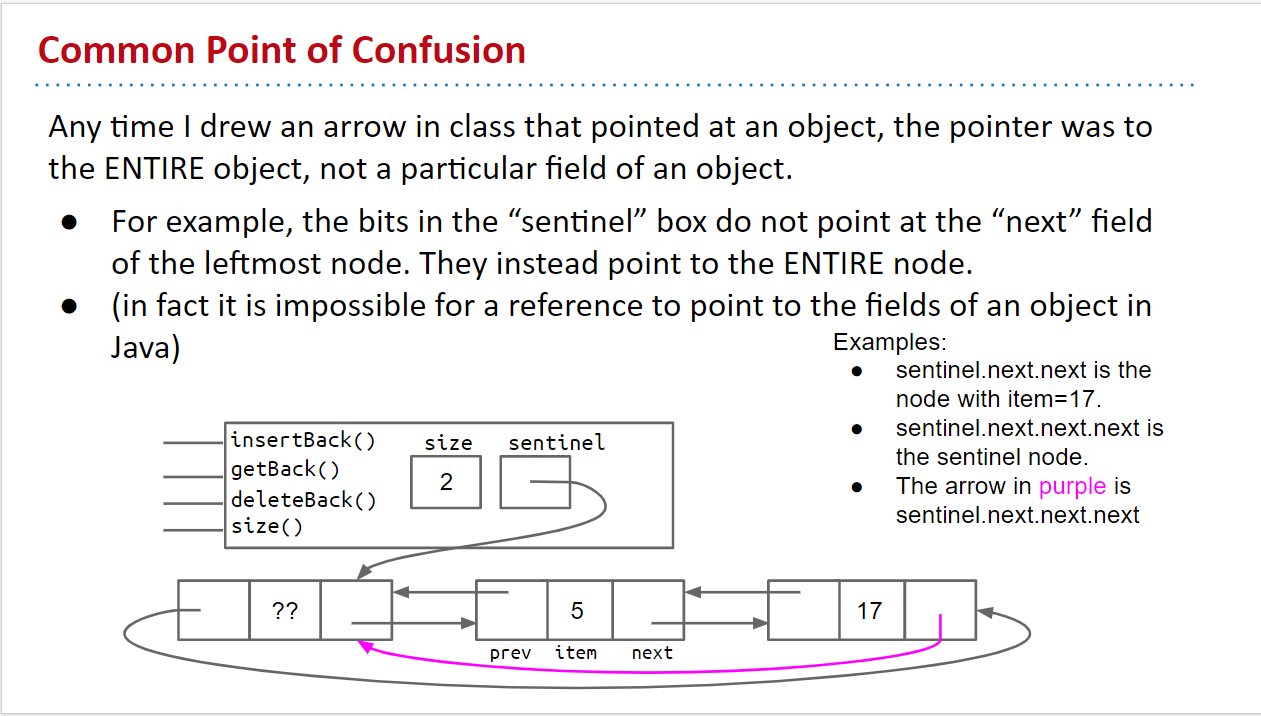 Common Point of Confusion
Any time I drew an arrow in class that pointed at an object, the pointer was to
the ENTIRE object, not a particular field of an object.
● For example, the bits in the “sentinel” box do not point at the “next” field
of the leftmost node. They instead point to the ENTIRE node.
● (in fact it is impossible for a reference to point to the fields of an object in
Java)
Examples:
● sentinel.next.next is the
node with item=17.
● sentinel.next.next.next is
the sentinel node.
● The arrow in purple is
sentinel.next.next.next
insertBack()
getBack()
deleteBack()
size()
size
2
sentinel
??
5
17
prev item next